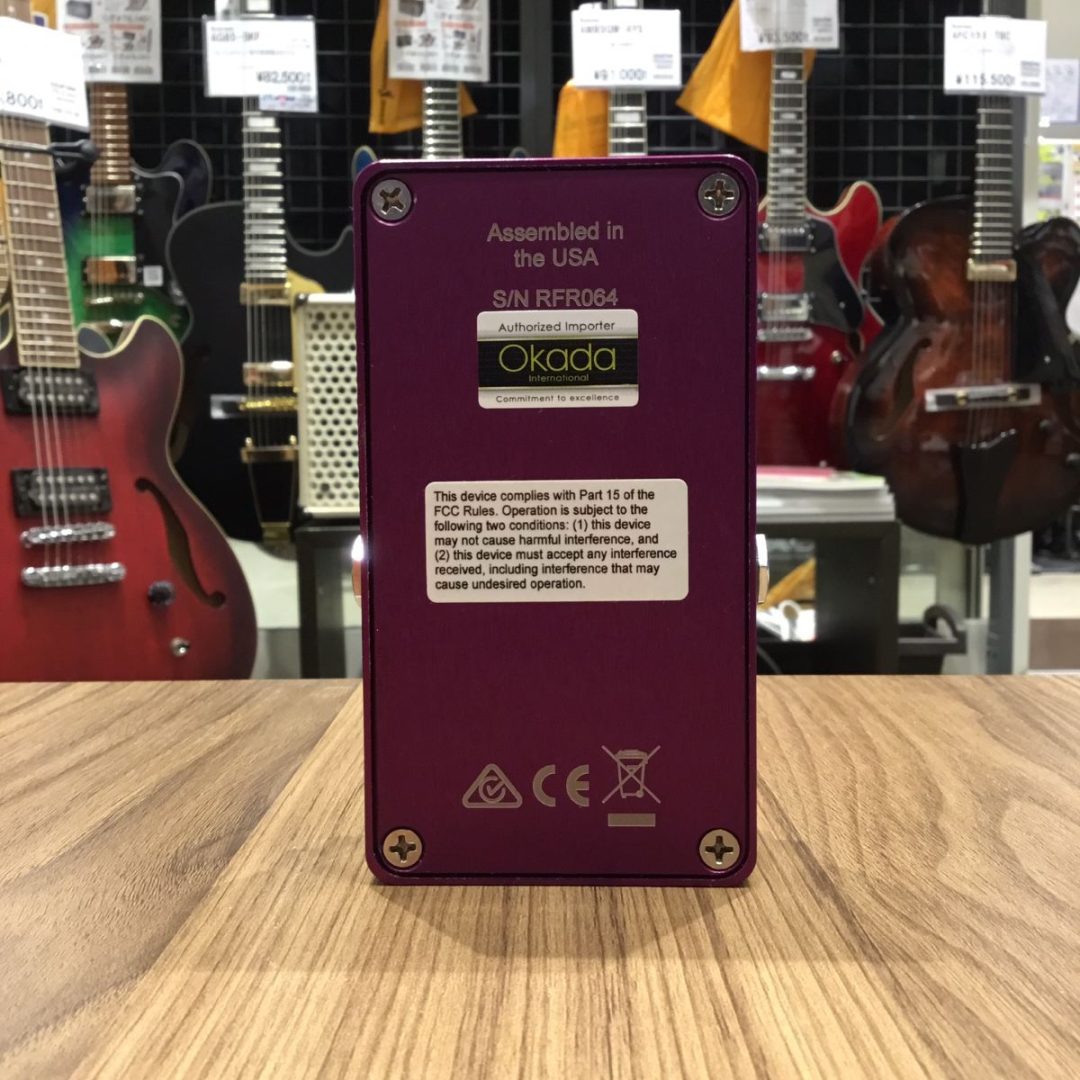 ,800
¥82,500
¥91,000
¥115,500
Assembled in
the USA
S/N RFR064
Authorized Importer
Okada
International
Commitment to excellence
This device complies with Part 15 of the
FCC Rules. Operation is subject to the
following two conditions: (1) this device
may not cause harmful interference, and
(2) this device must accept any interference
received, including interference that may
cause undesired operation.
CE